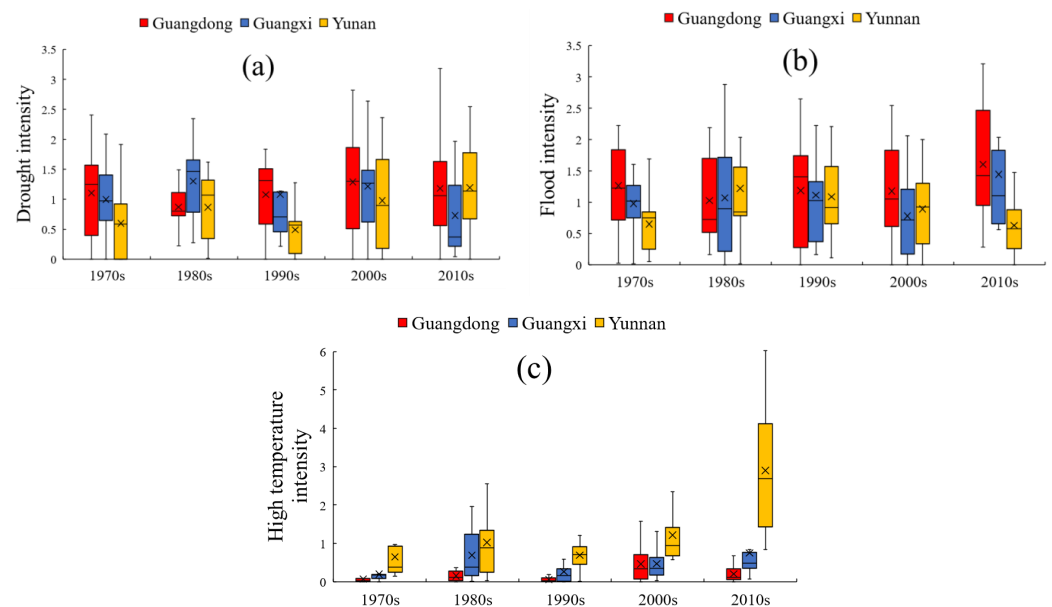 Guangdong Guangxi Yunan
(a)
Drought intensity
3.5
3
2.5
2
1.5
1
0.5
0
1970s 1980s 1990s 2000s 2010s
Guangdong Guangxi Yunnan
(b)
Flood intensity
3.5
3
2.5
2
1.5
1
0.5
0
1970s 1980s 1990s 2000s 2010s
Guangdong Guangxi Yunnan
(c)
High temperature
intensity
6
5
4
3
2
1
0
1970s 1980s 1990s 2000s 2010s